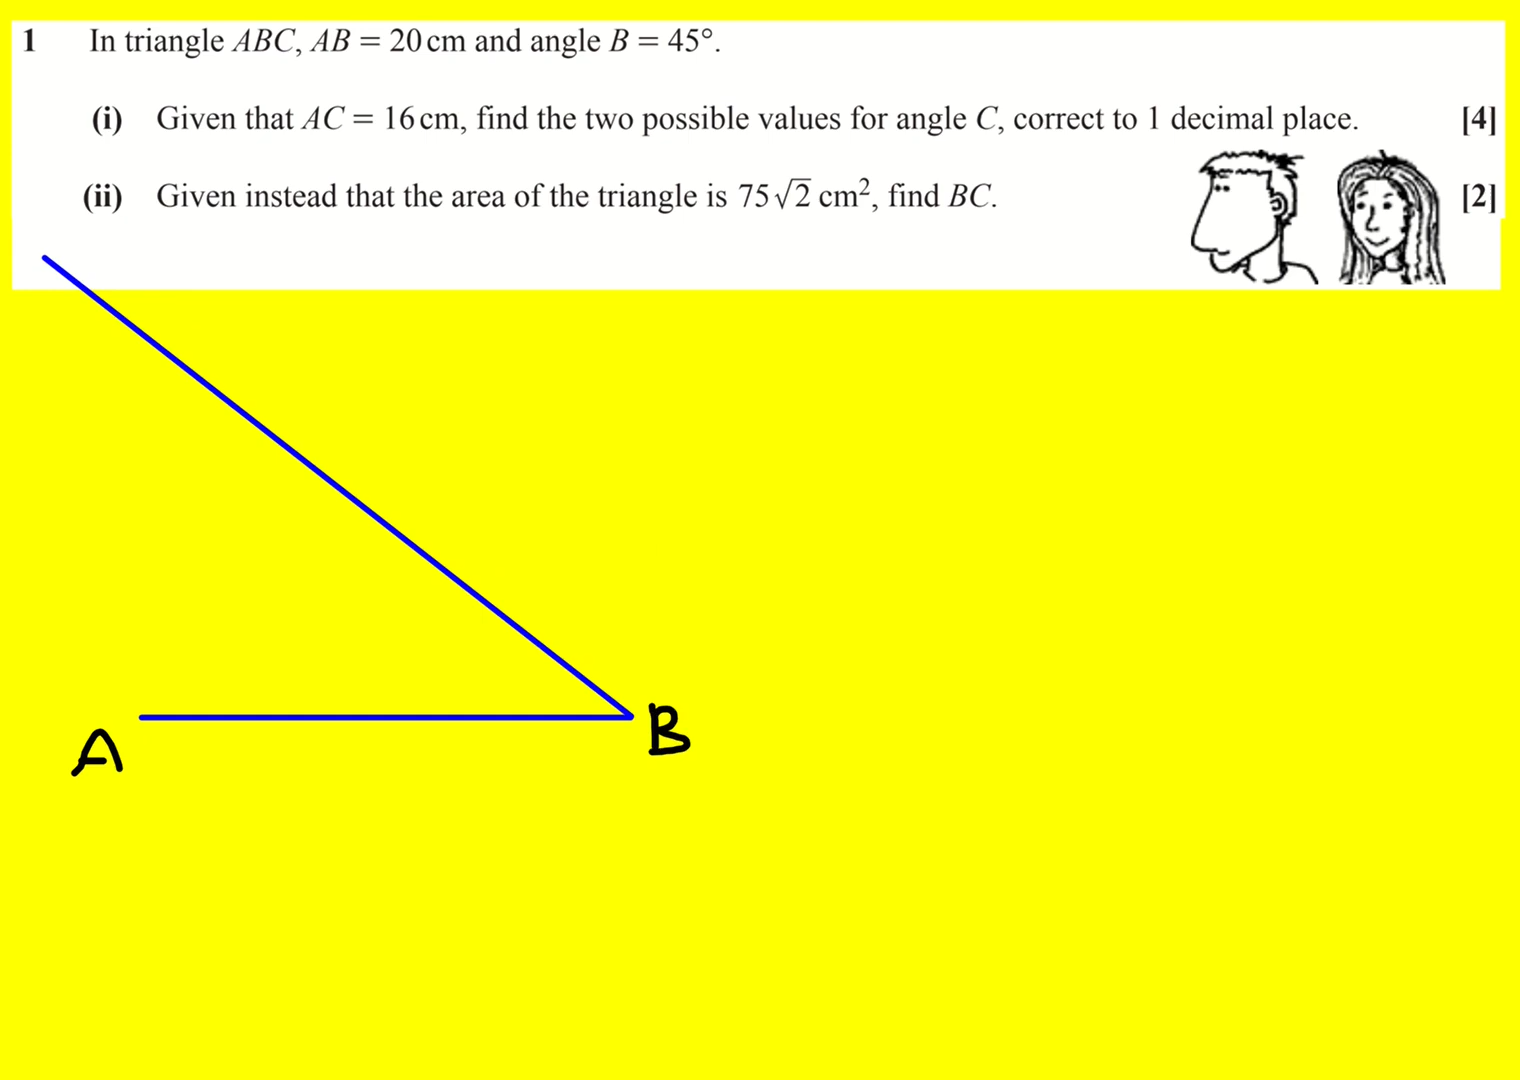 1 In triangle ABC, AB = 20 cm and angle B = 45°.
(i) Given that AC = 16 cm, find the two possible values for angle C, correct to 1 decimal place. [4]
(ii) Given instead that the area of the triangle is 75√2 cm², find BC. [2]
B
A